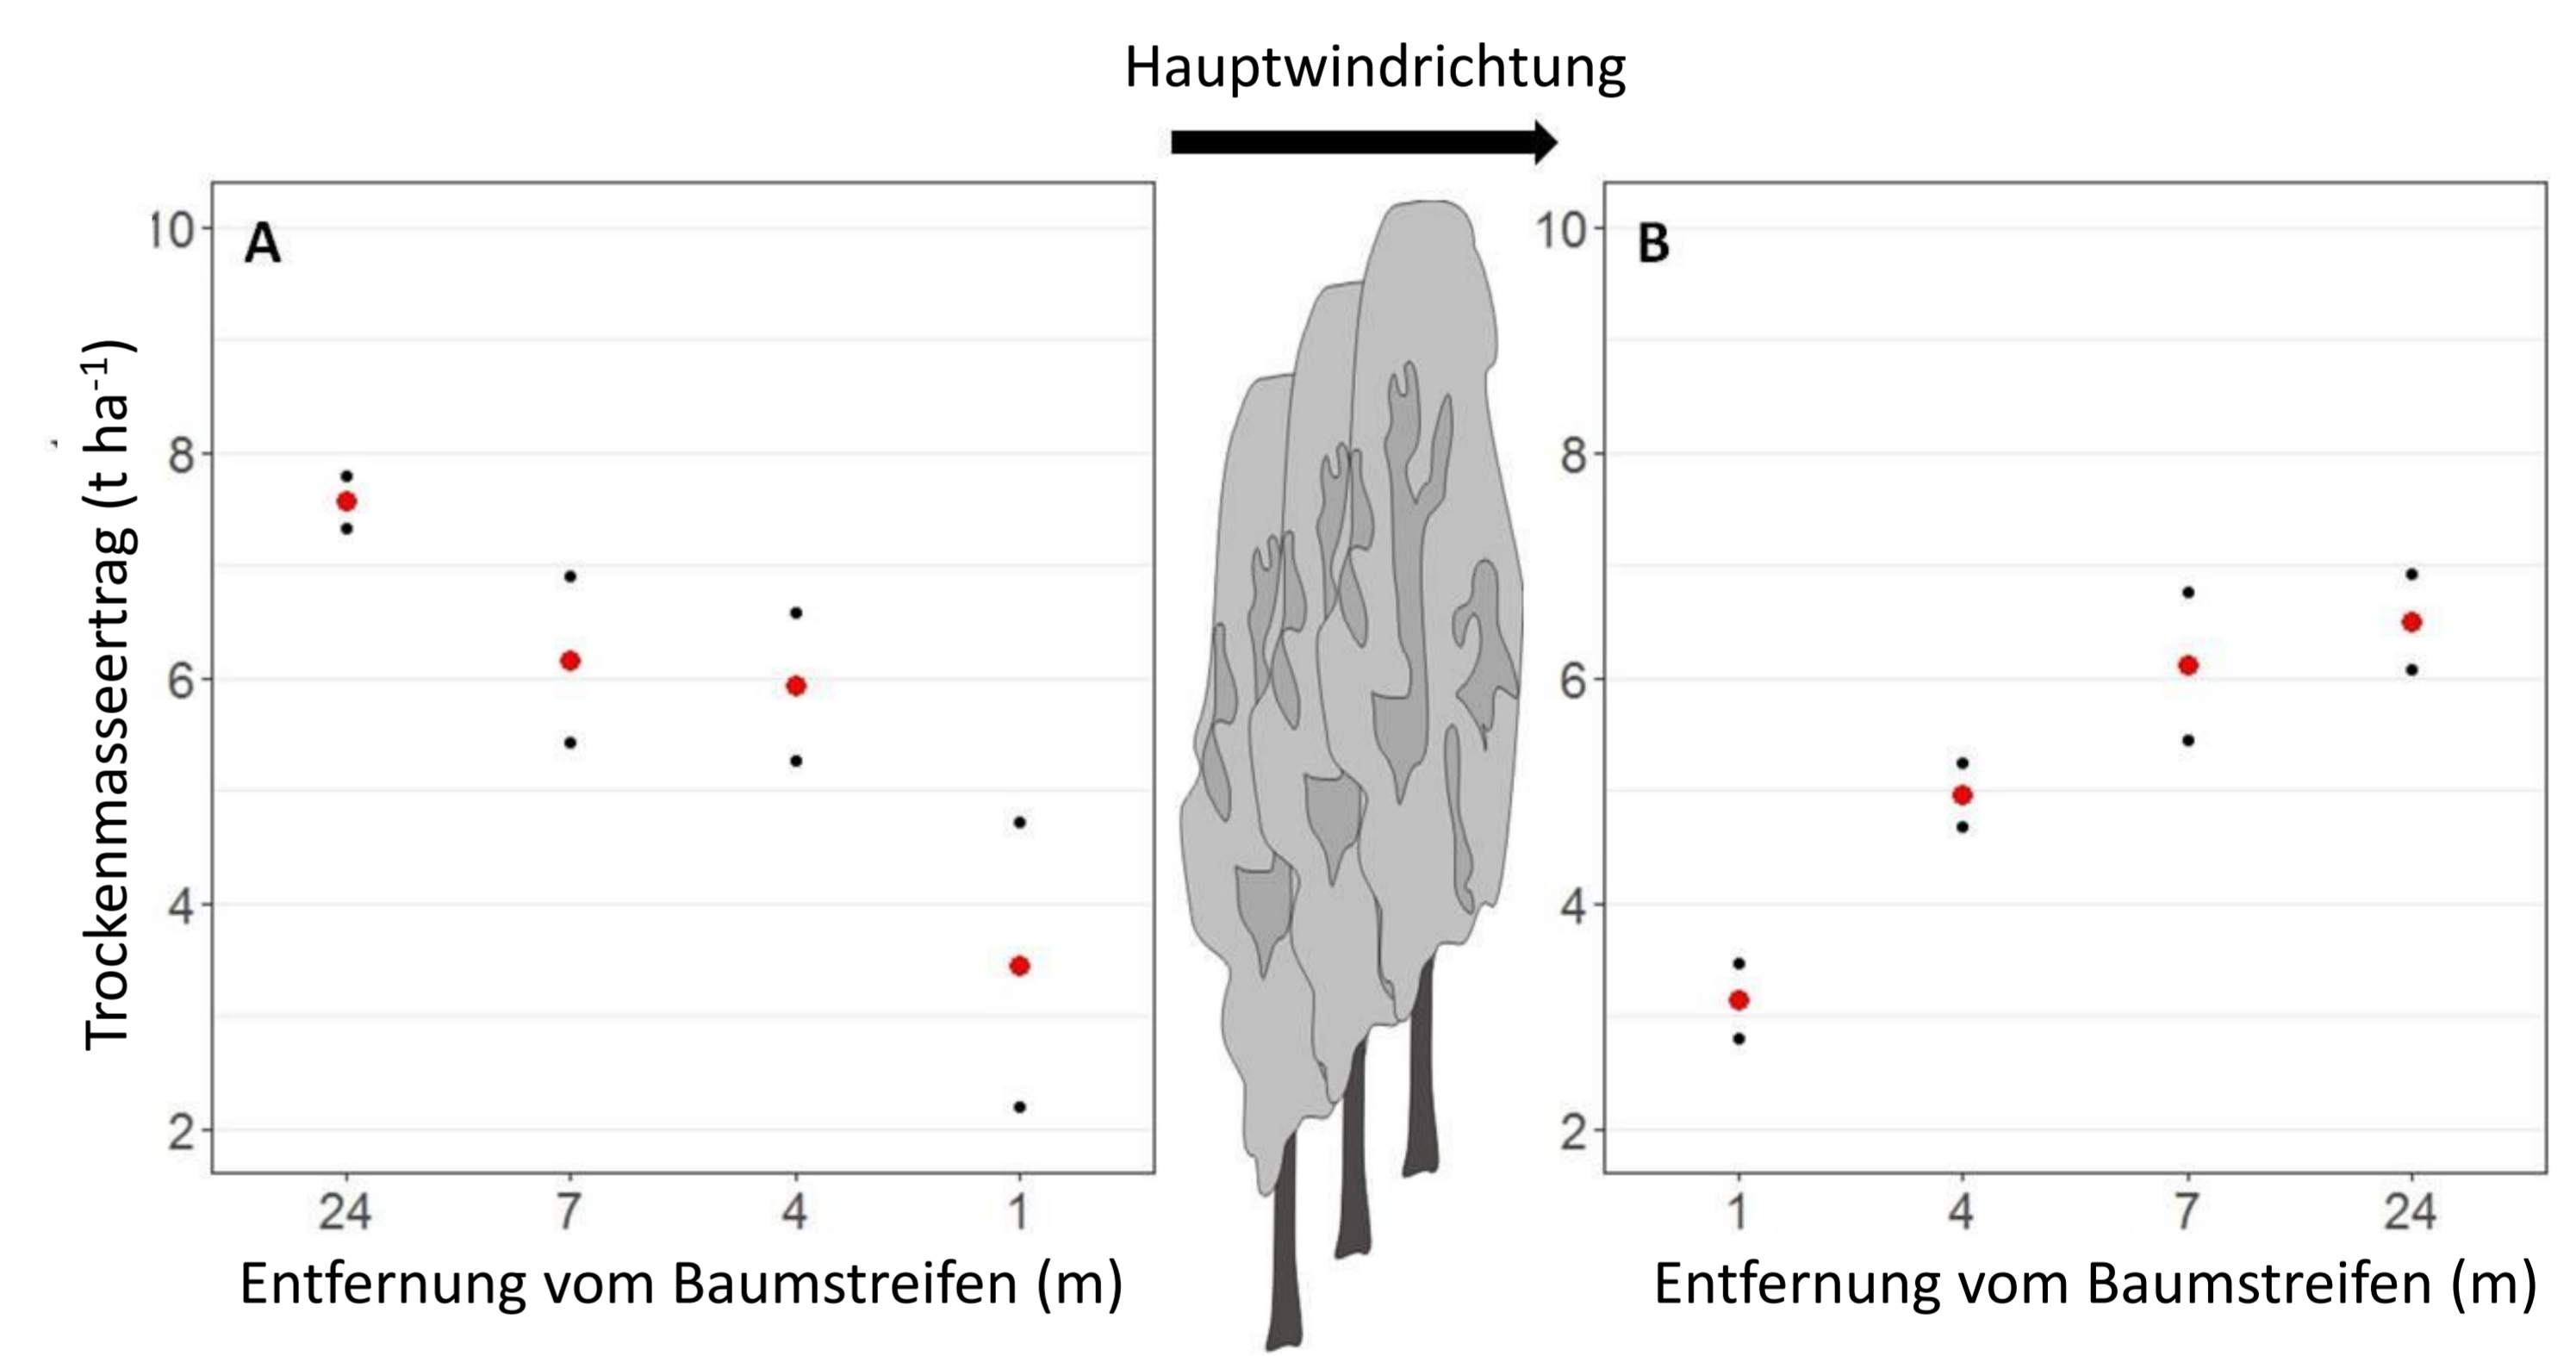 Hauptwindrichtung
A
10
8
6
4
2
Trockenmasseertrag (t ha⁻¹)
24 7 4 1
Entfernung vom Baumstreifen (m)
B
10
8
6
4
2
1 4 7 24
Entfernung vom Baumstreifen (m)